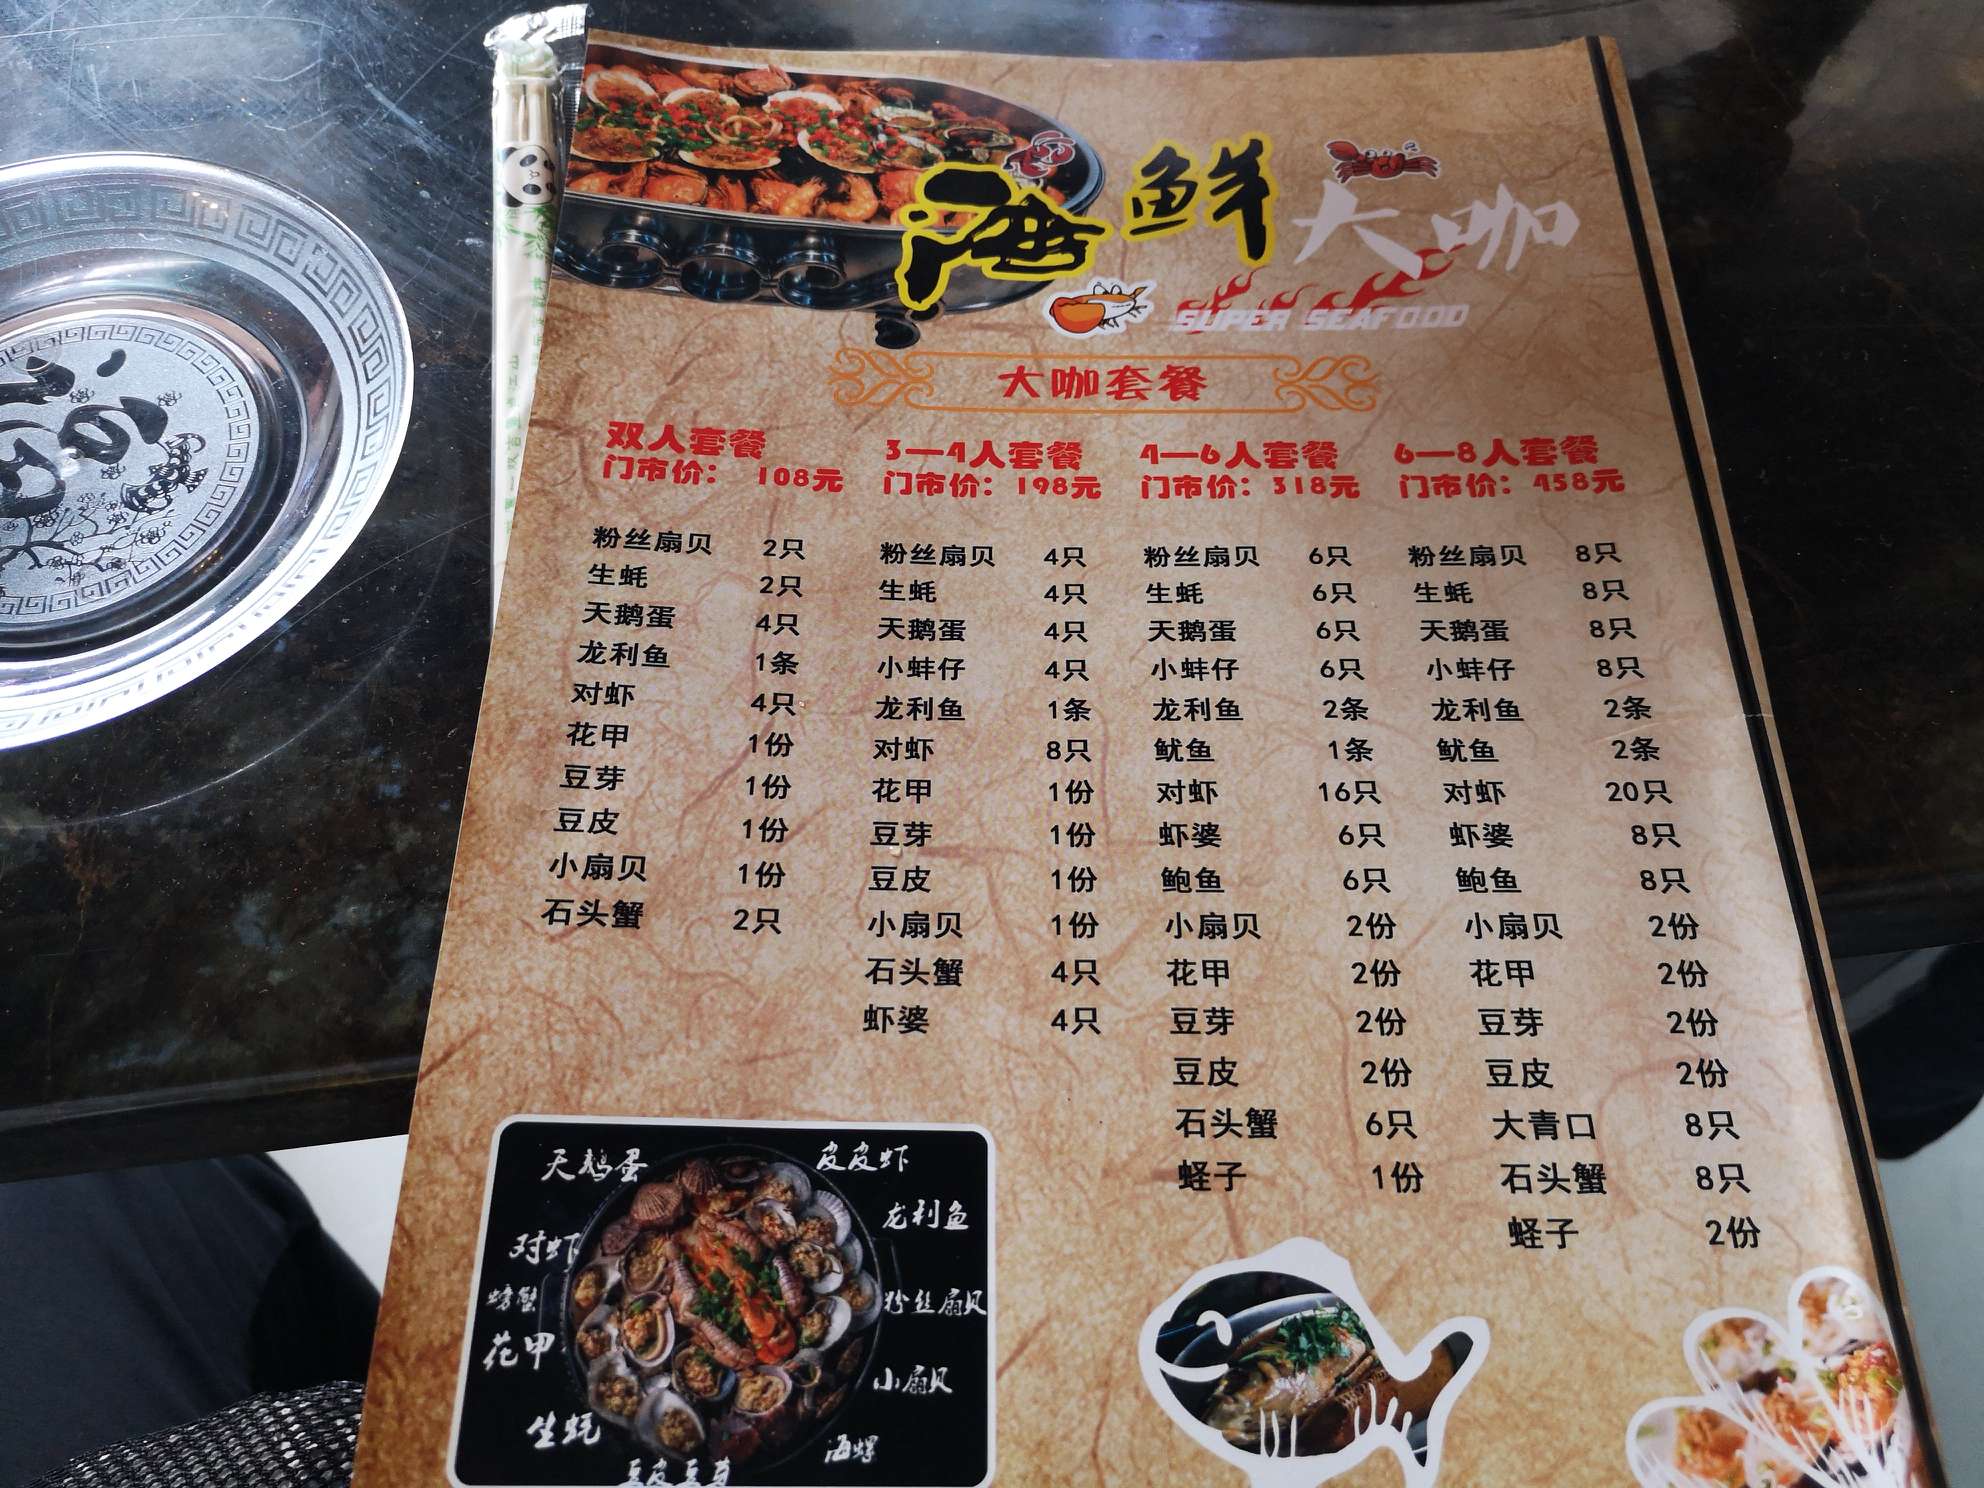 海鲜大咖
SUPER SEAFOOD
大咖套餐
双人套餐
门市价： 108元
粉丝扇贝 2只
生蚝 2只
天鹅蛋 4只
龙利鱼 1条
对虾 4只
花甲 1份
豆芽 1份
豆皮 1份
小扇贝 1份
石头蟹 2只
3—4人套餐
门市价：198元
粉丝扇贝 4只
生蚝 4只
天鹅蛋 4只
小蚌仔 4只
龙利鱼 1条
对虾 8只
花甲 1份
豆芽 1份
豆皮 1份
小扇贝 1份
石头蟹 4只
虾婆 4只
4—6人套餐
门市价：318元
粉丝扇贝 6只
生蚝 6只
天鹅蛋 6只
小蚌仔 6只
龙利鱼 2条
鱿鱼 1条
对虾 16只
虾婆 6只
鲍鱼 6只
小扇贝 2份
花甲 2份
豆芽 2份
豆皮 2份
石头蟹 6只
蛏子 1份
6—8人套餐
门市价：458元
粉丝扇贝 8只
生蚝 8只
天鹅蛋 8只
小蚌仔 8只
龙利鱼 2条
鱿鱼 2条
对虾 20只
虾婆 8只
鲍鱼 8只
小扇贝 2份
花甲 2份
豆芽 2份
豆皮 2份
大青口 8只
石头蟹 8只
蛏子 2份
天鹅蛋
皮皮虾
龙利鱼
对虾
螃蟹
粉丝扇贝
花甲
小扇贝
生蚝
海螺
豆皮豆芽